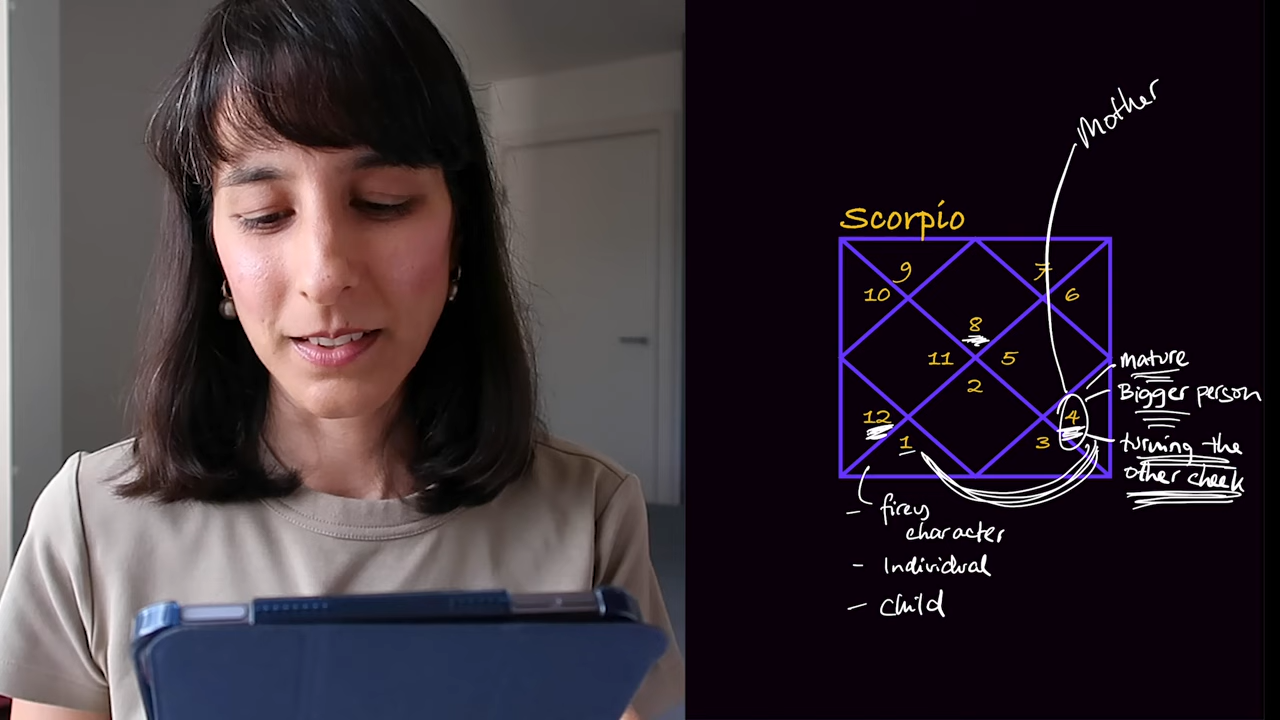 Mother
Scorpio
9
7
10
6
8
11
5
2
mature
Bigger person
12
4
1
3
turning the
other cheek
- fiery
character
- Individual
- child